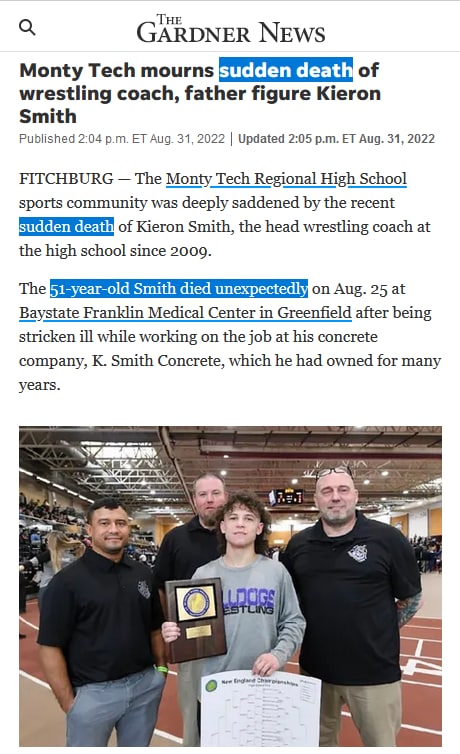 THE
GARDNER NEWS
Monty Tech mourns sudden death of
wrestling coach, father figure Kieron
Smith
Published 2:04 p.m. ET Aug. 31, 2022 | Updated 2:05 p.m. ET Aug. 31, 2022
FITCHBURG — The Monty Tech Regional High School
sports community was deeply saddened by the recent
sudden death of Kieron Smith, the head wrestling coach at
the high school since 2009.
The 51-year-old Smith died unexpectedly on Aug. 25 at
Baystate Franklin Medical Center in Greenfield after being
stricken ill while working on the job at his concrete
company, K. Smith Concrete, which he had owned for many
years.
LLDOGS
ESTLING
New England Championships